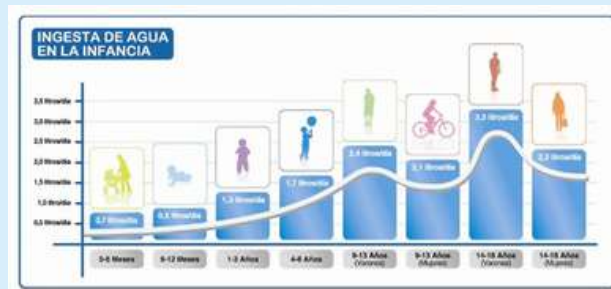 INGESTA DE AGUA
EN LA INFANCIA
3,5 litros/día
3,0 litros/día
2,5 litros/día
2,0 litros/día
1,5 litros/día
1,0 litros/día
0,5 litros/día
0,7 litros/día
0,8 litros/día
1,3 litros/día
1,7 litros/día
2,4 litros/día
2,1 litros/día
3,3 litros/día
2,3 litros/día
0-6 Meses
6-12 Meses
1-3 Años
4-8 Años
9-13 Años
(Varones)
9-13 Años
(Mujeres)
14-18 Años
(Varones)
14-18 Años
(Mujeres)